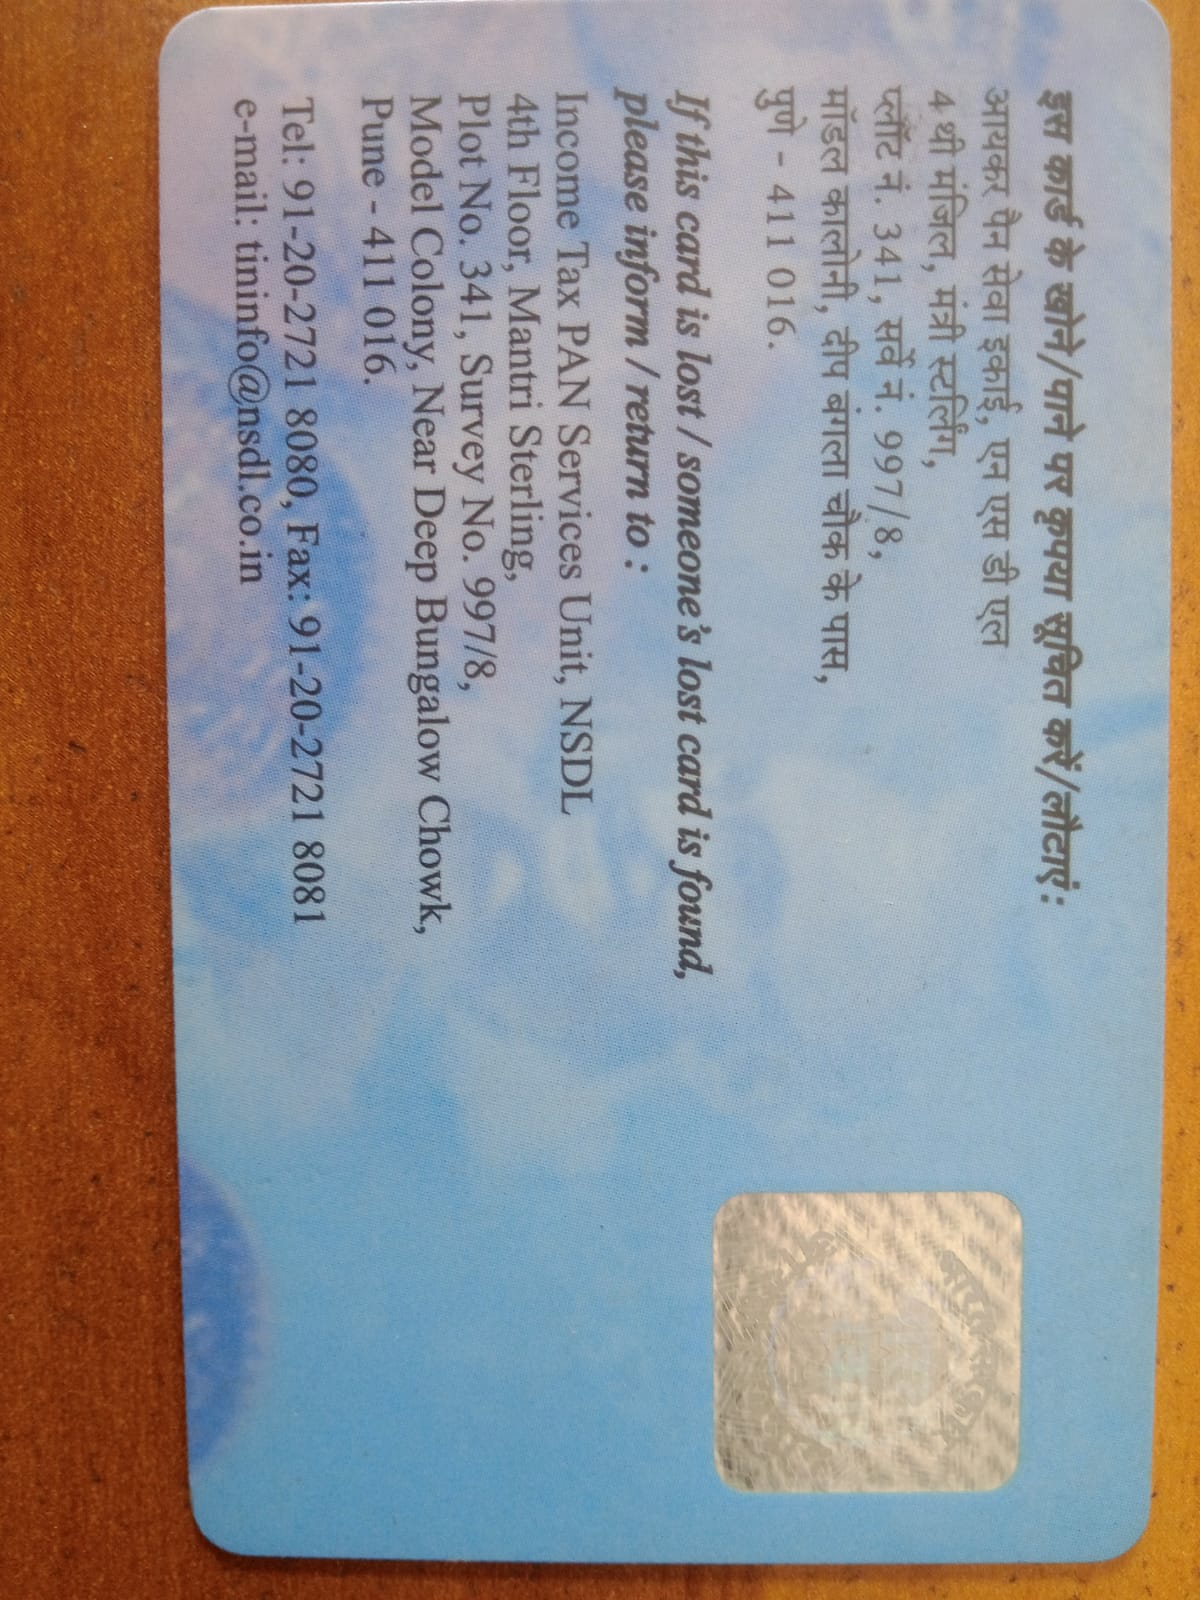 इस कार्ड के खोने/पाने पर कृपया सूचित करें/लौटाएं :
आयकर पैन सेवा इकाई, एन एस डी एल
4 थी मंजिल, मंत्री स्टर्लिंग,
प्लॉट नं. 341, सर्वे नं. 997/8,
मॉडल कालोनी, दीप बंगला चौक के पास,
पुणे - 411 016.
If this card is lost / someone's lost card is found,
please inform / return to :
Income Tax PAN Services Unit, NSDL
4th Floor, Mantri Sterling,
Plot No. 341, Survey No. 997/8,
Model Colony, Near Deep Bungalow Chowk,
Pune - 411 016.
Tel: 91-20-2721 8080, Fax: 91-20-2721 8081
e-mail: tininfo@nsdl.co.in